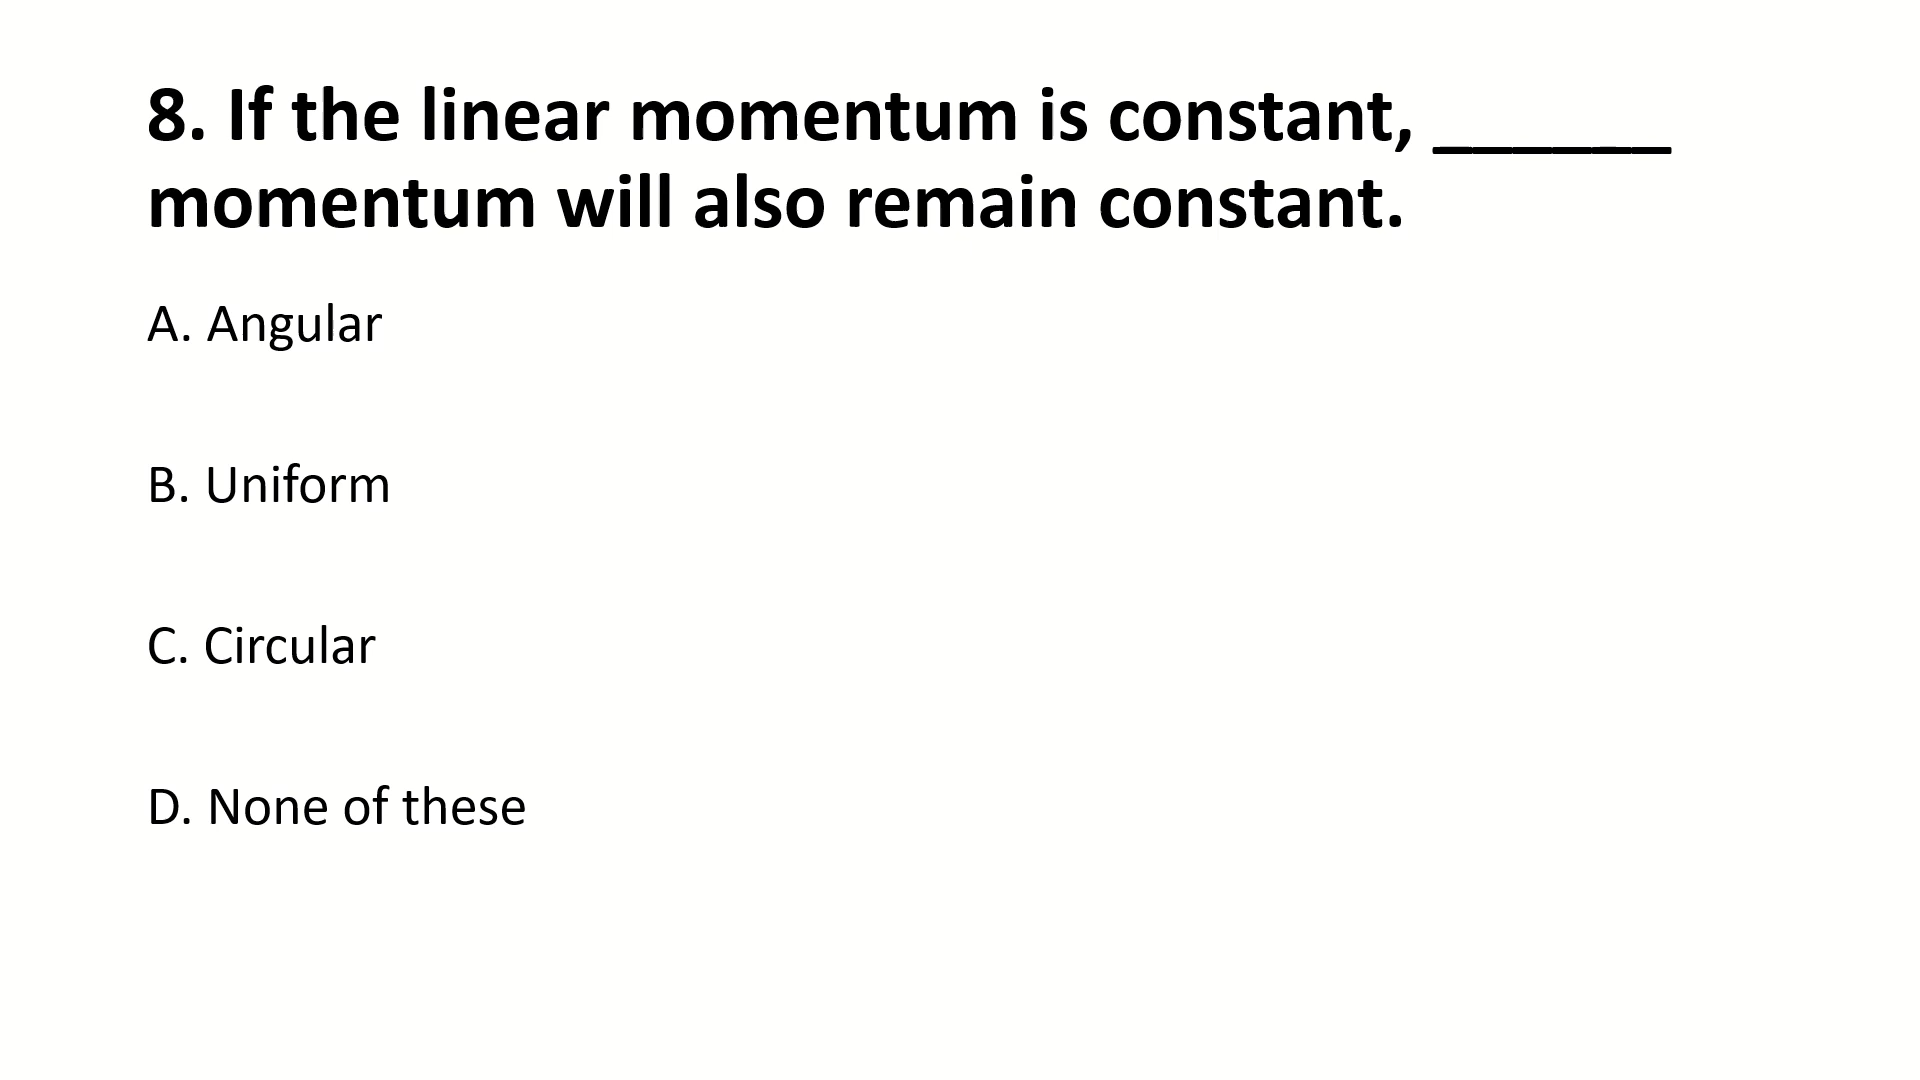 8. If the linear momentum is constant, ______
momentum will also remain constant.
A. Angular
B. Uniform
C. Circular
D. None of these